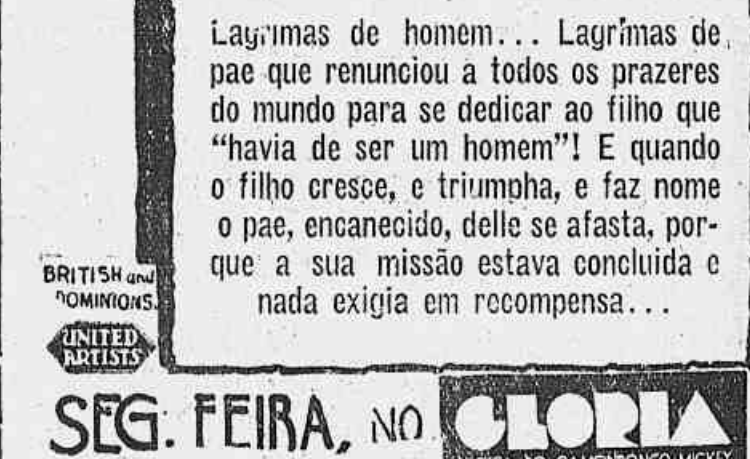 Lagrimas de homem... Lagrimas de
pae que renunciou a todos os prazeres
do mundo para se dedicar ao filho que
“havia de ser um homem”! E quando
o filho cresce, e triumpha, e faz nome
o pae, encanecido, delle se afasta, por-
que a sua missão estava concluida e
nada exigia em recompensa...
BRITISH and
DOMINIONS.
UNITED
ARTISTS
SEG. FEIRA, NO
GLORIA
CAMONDONGO MICKEY